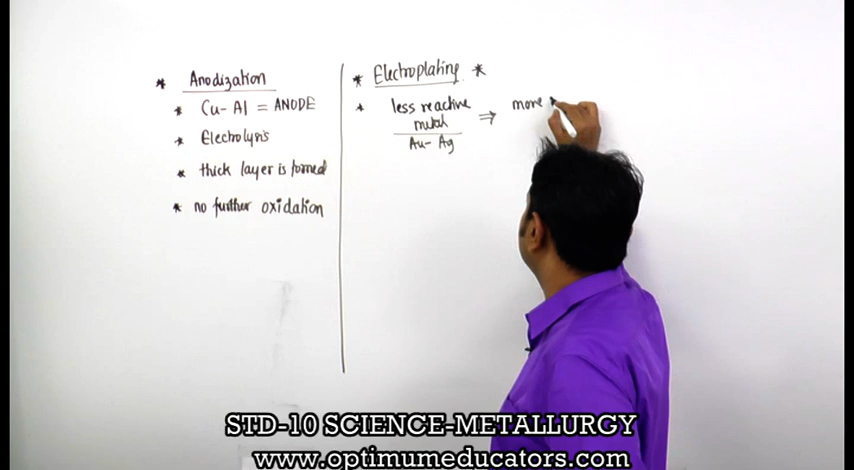 * Anodization
* Cu - Al = ANODE
* Electrolysis
* thick layer is formed
* no further oxidation
* Electroplating *
* less reactive
metal
Au - Ag
⇒ more
STD-10 SCIENCE-METALLURGY
www.optimumeducators.com